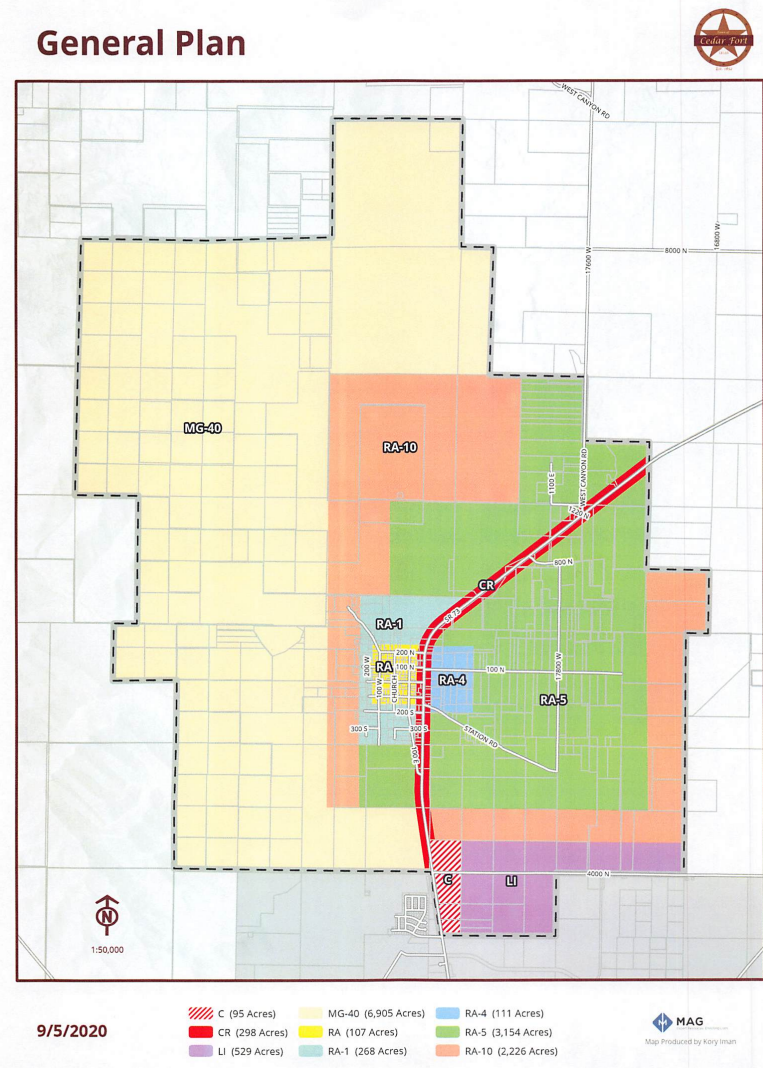 General Plan
Cedar Fort
WEST CANYON RD
17600 W
16800 W
8000 N
MG-40
RA-10
WEST CANYON RD
1100 E
1220 N
CR
800 N
SR 73
RA-1
200 N
RA
100 N
200 W
100 W
CHURCH
RA-4
100 N
17800 W
RA-5
200 S
300 S
300 S
STATION RD
100 E
4000 N
C
LI
N
1:50,000
9/5/2020
C (95 Acres)
CR (298 Acres)
LI (529 Acres)
MG-40 (6,905 Acres)
RA (107 Acres)
RA-1 (268 Acres)
RA-4 (111 Acres)
RA-5 (3,154 Acres)
RA-10 (2,226 Acres)
MAG
Map Produced by Kory Iman